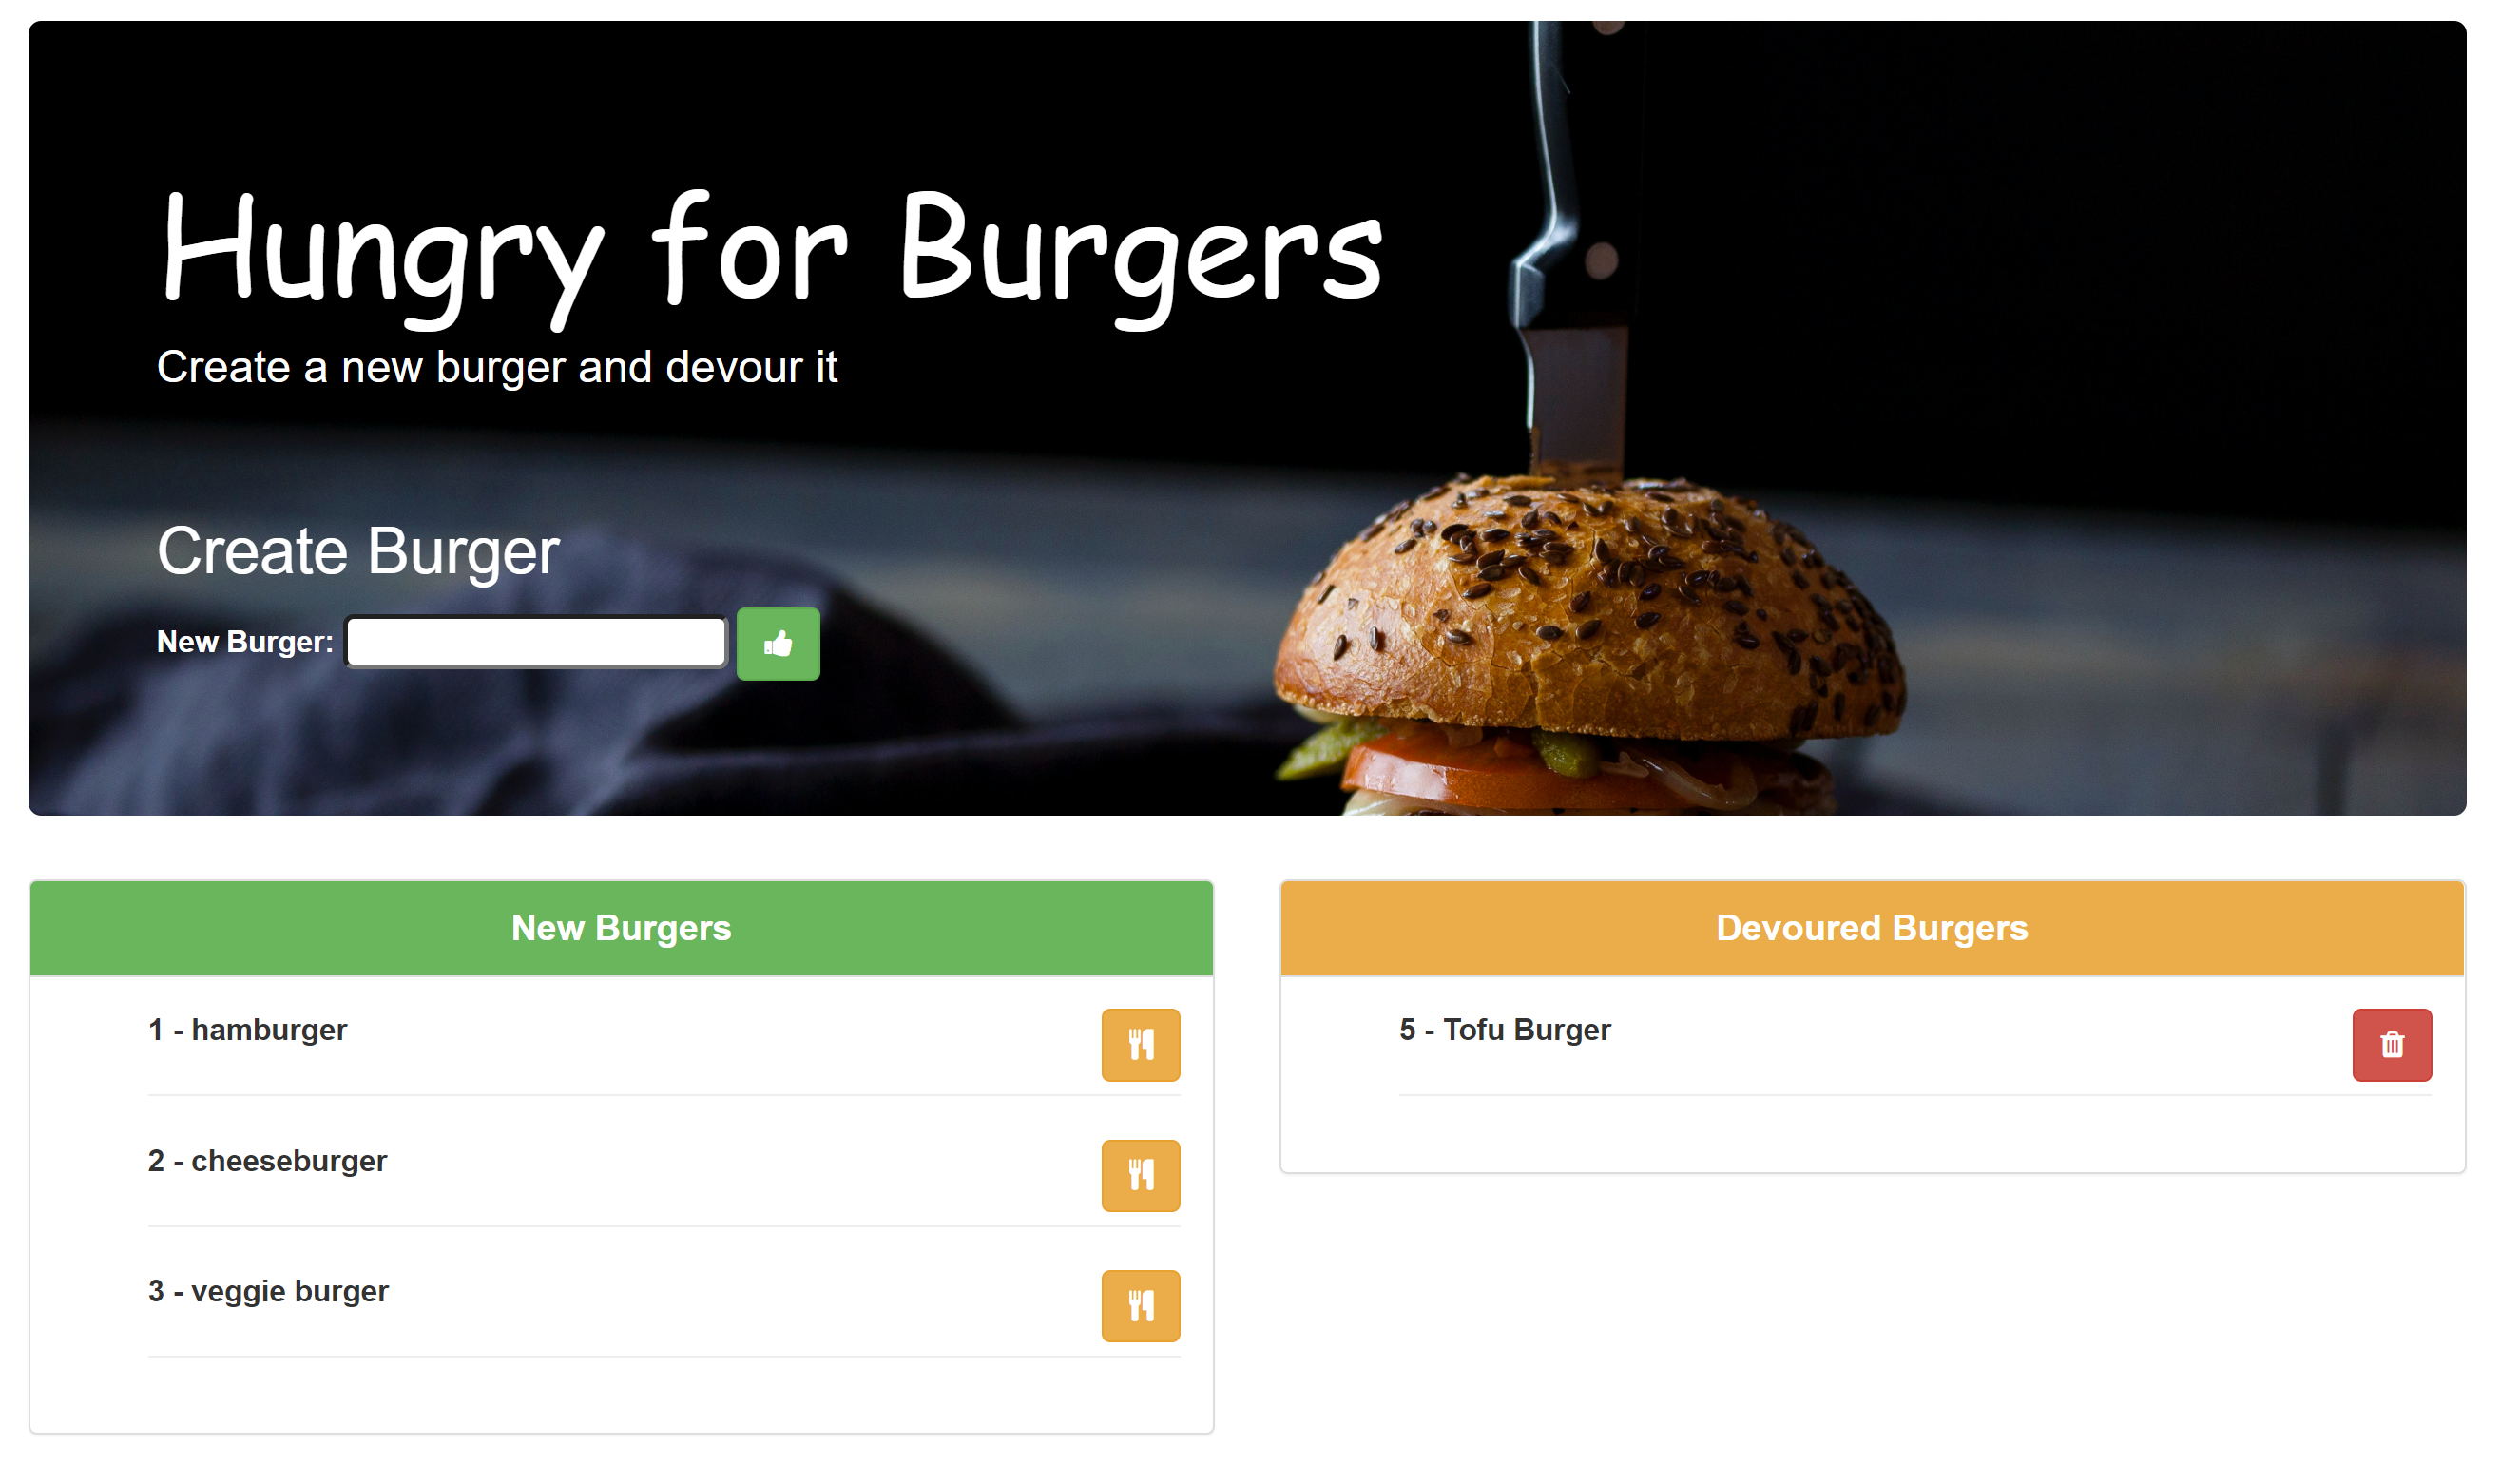 Hungry for Burgers
Create a new burger and devour it
Create Burger
New Burger:
New Burgers
1 - hamburger
2 - cheeseburger
3 - veggie burger
Devoured Burgers
5 - Tofu Burger